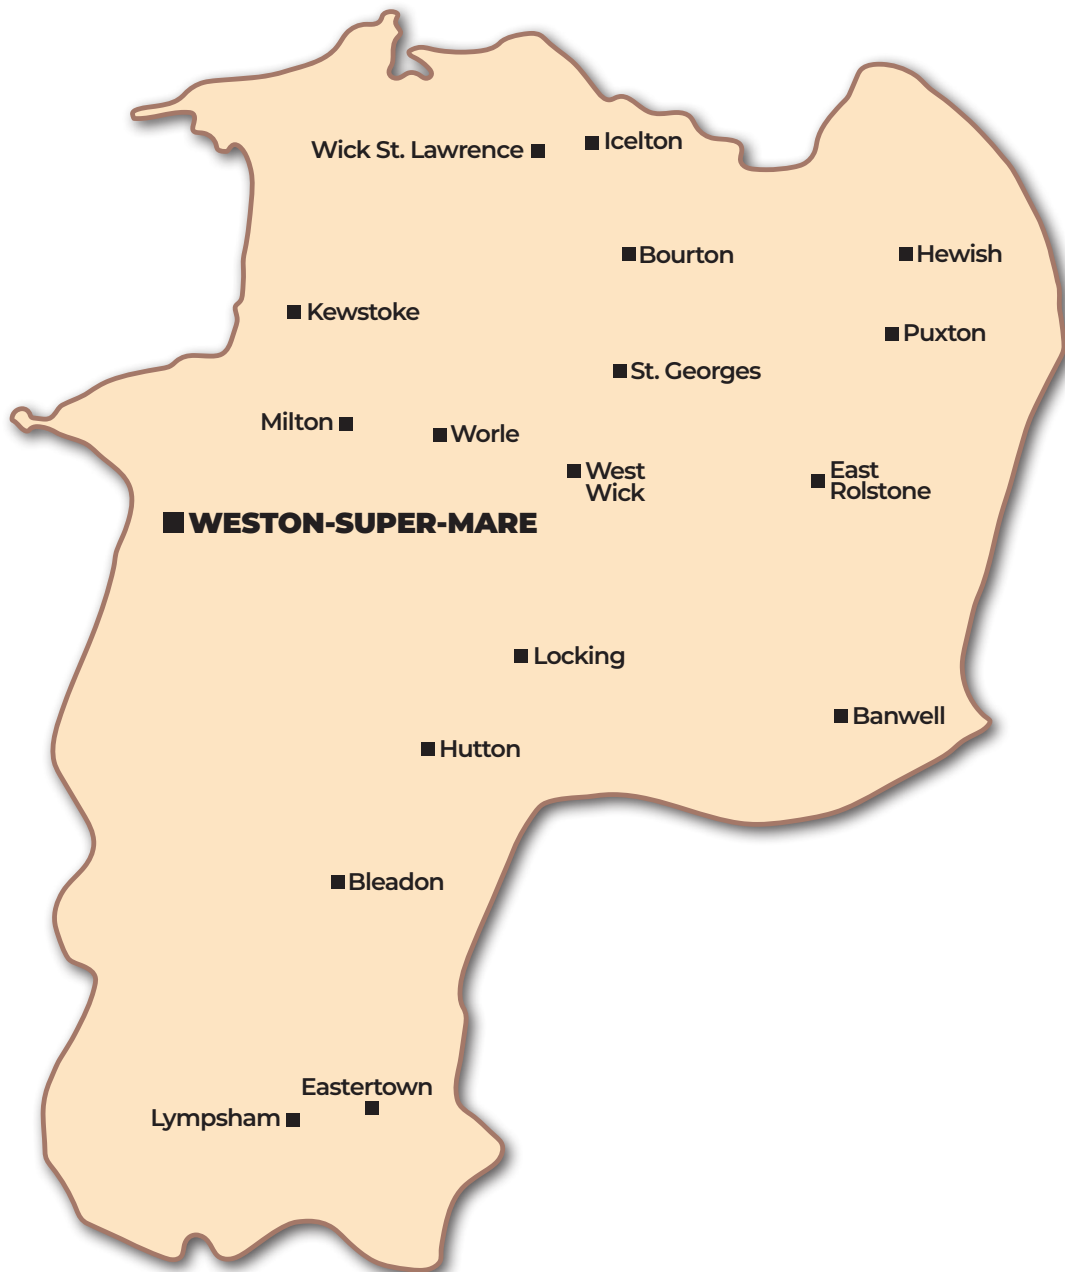 Icelton
Wick St. Lawrence
Bourton
Hewish
Kewstoke
Puxton
St. Georges
Milton
Worle
West
Wick
East
Rolstone
WESTON-SUPER-MARE
Locking
Banwell
Hutton
Bleadon
Eastertown
Lympsham